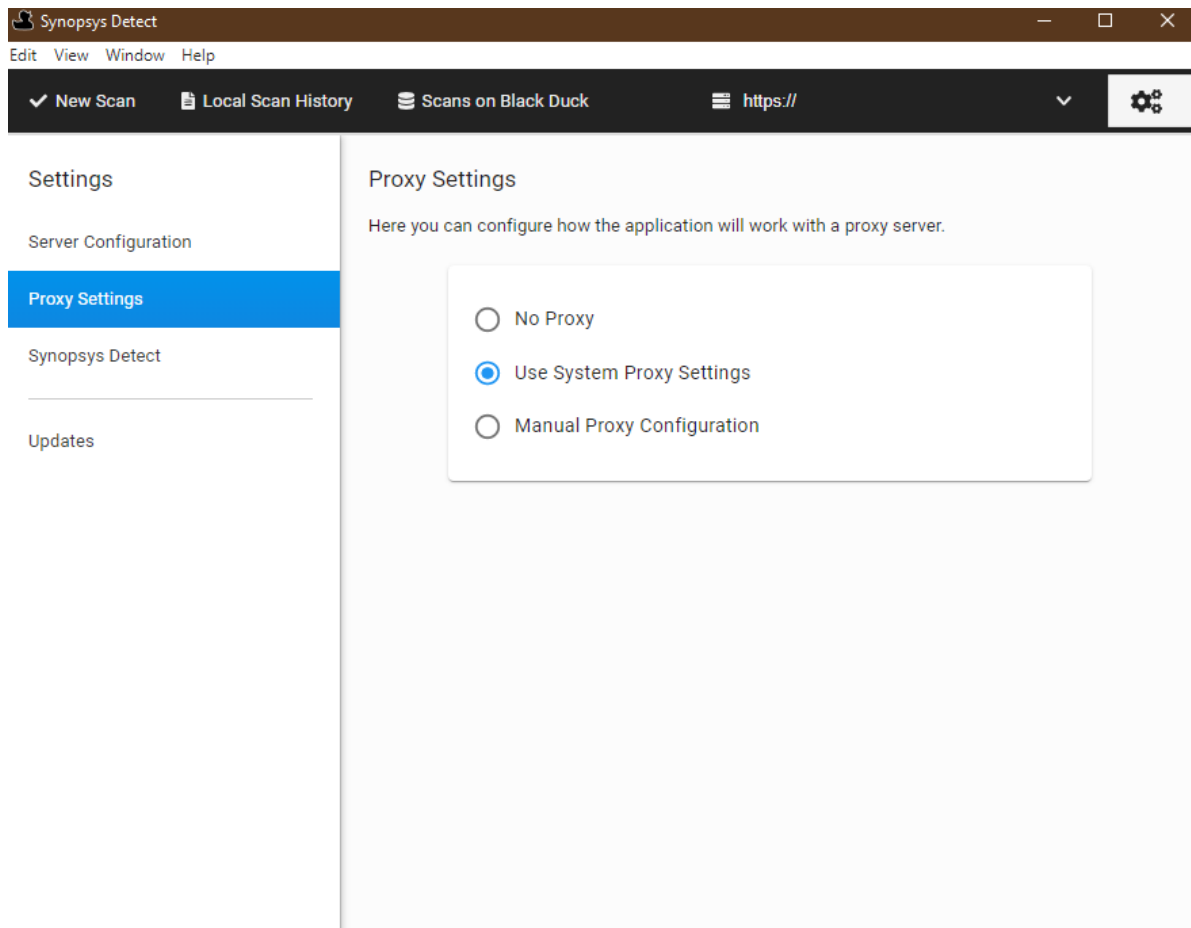 Synopsys Detect
Edit View Window Help
New Scan Local Scan History Scans on Black Duck https://
Settings
Server Configuration
Proxy Settings
Synopsys Detect
Updates
Proxy Settings
Here you can configure how the application will work with a proxy server.
No Proxy
Use System Proxy Settings
Manual Proxy Configuration